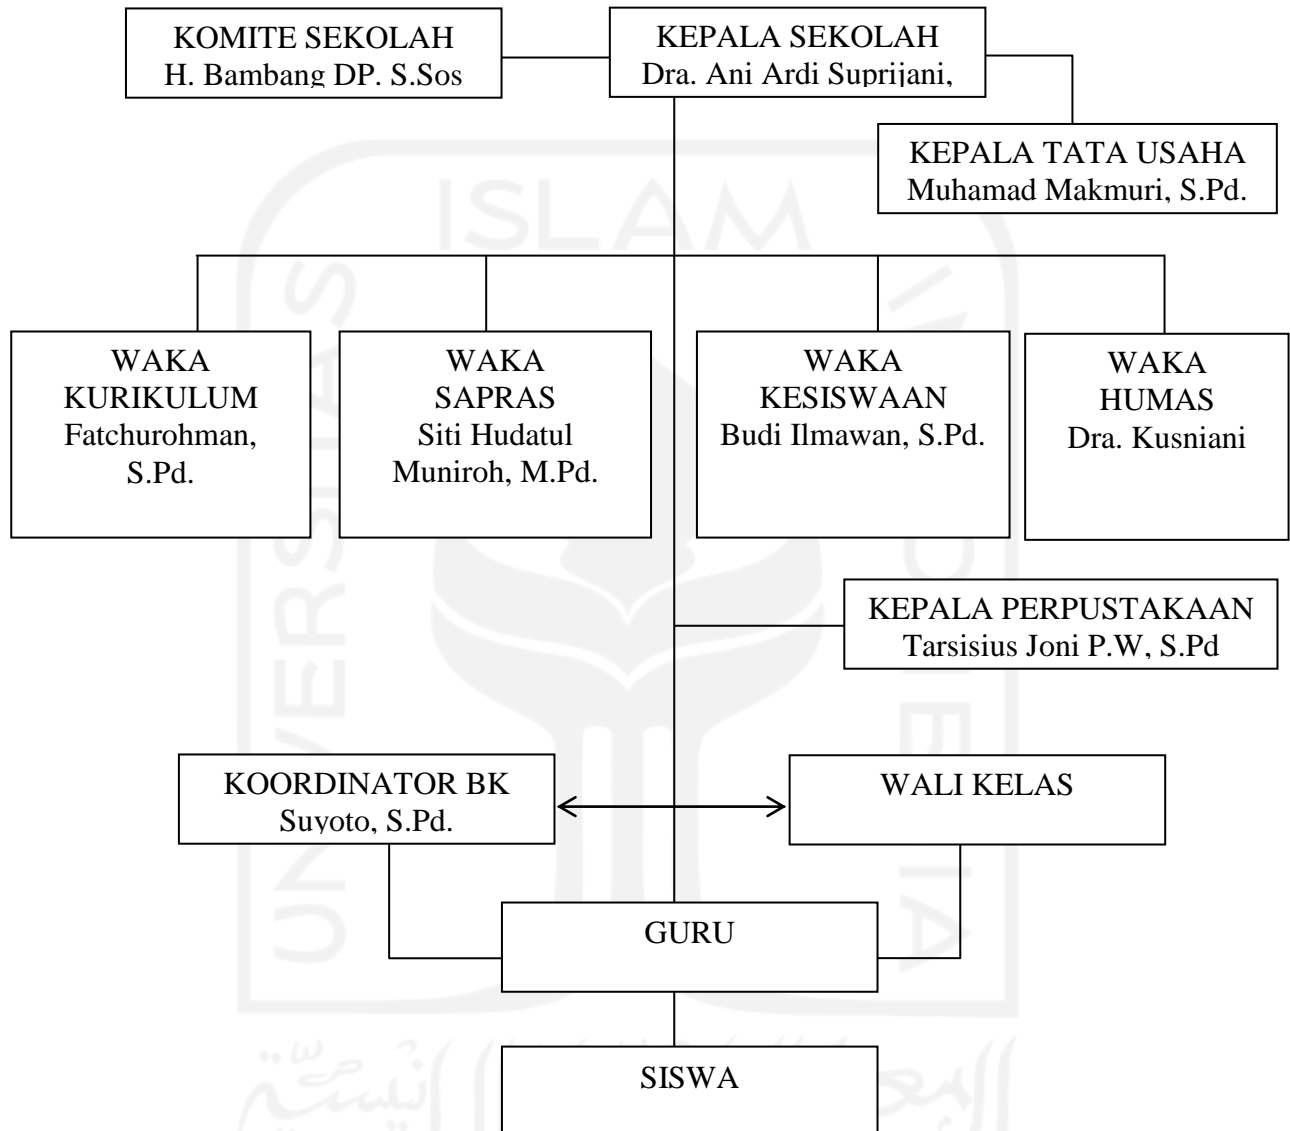 KOMITE SEKOLAH
H. Bambang DP. S.Sos
KEPALA SEKOLAH
Dra. Ani Ardi Suprijani,
KEPALA TATA USAHA
Muhamad Makmuri, S.Pd.
WAKA
KURIKULUM
Fatchurohman,
S.Pd.
WAKA
SAPRAS
Siti Hudatul
Muniroh, M.Pd.
WAKA
KESISWAAN
Budi Ilmawan, S.Pd.
WAKA
HUMAS
Dra. Kusniani
KEPALA PERPUSTAKAAN
Tarsisius Joni P.W, S.Pd
KOORDINATOR BK
Suyoto, S.Pd.
WALI KELAS
GURU
SISWA
ISLAM
UNIVERSITAS